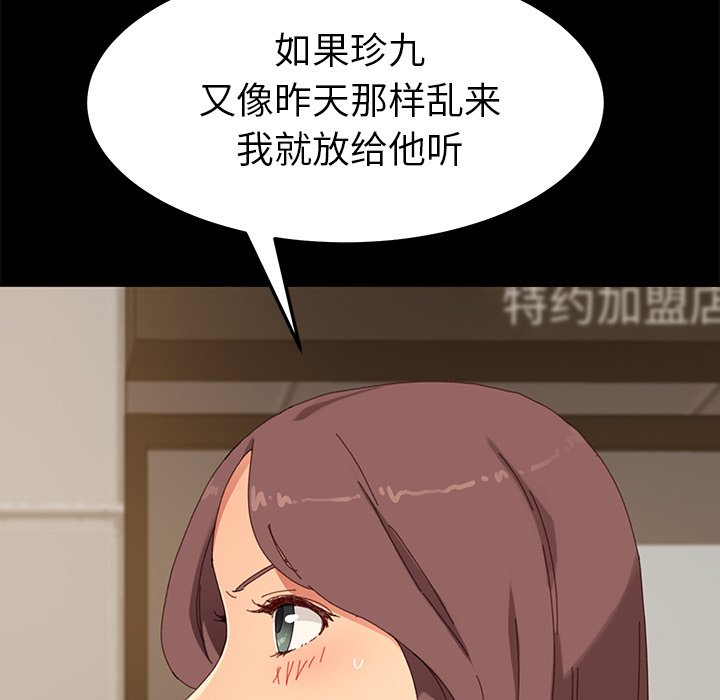 如果珍九
又像昨天那样乱来
我就放给他听
特约加盟店